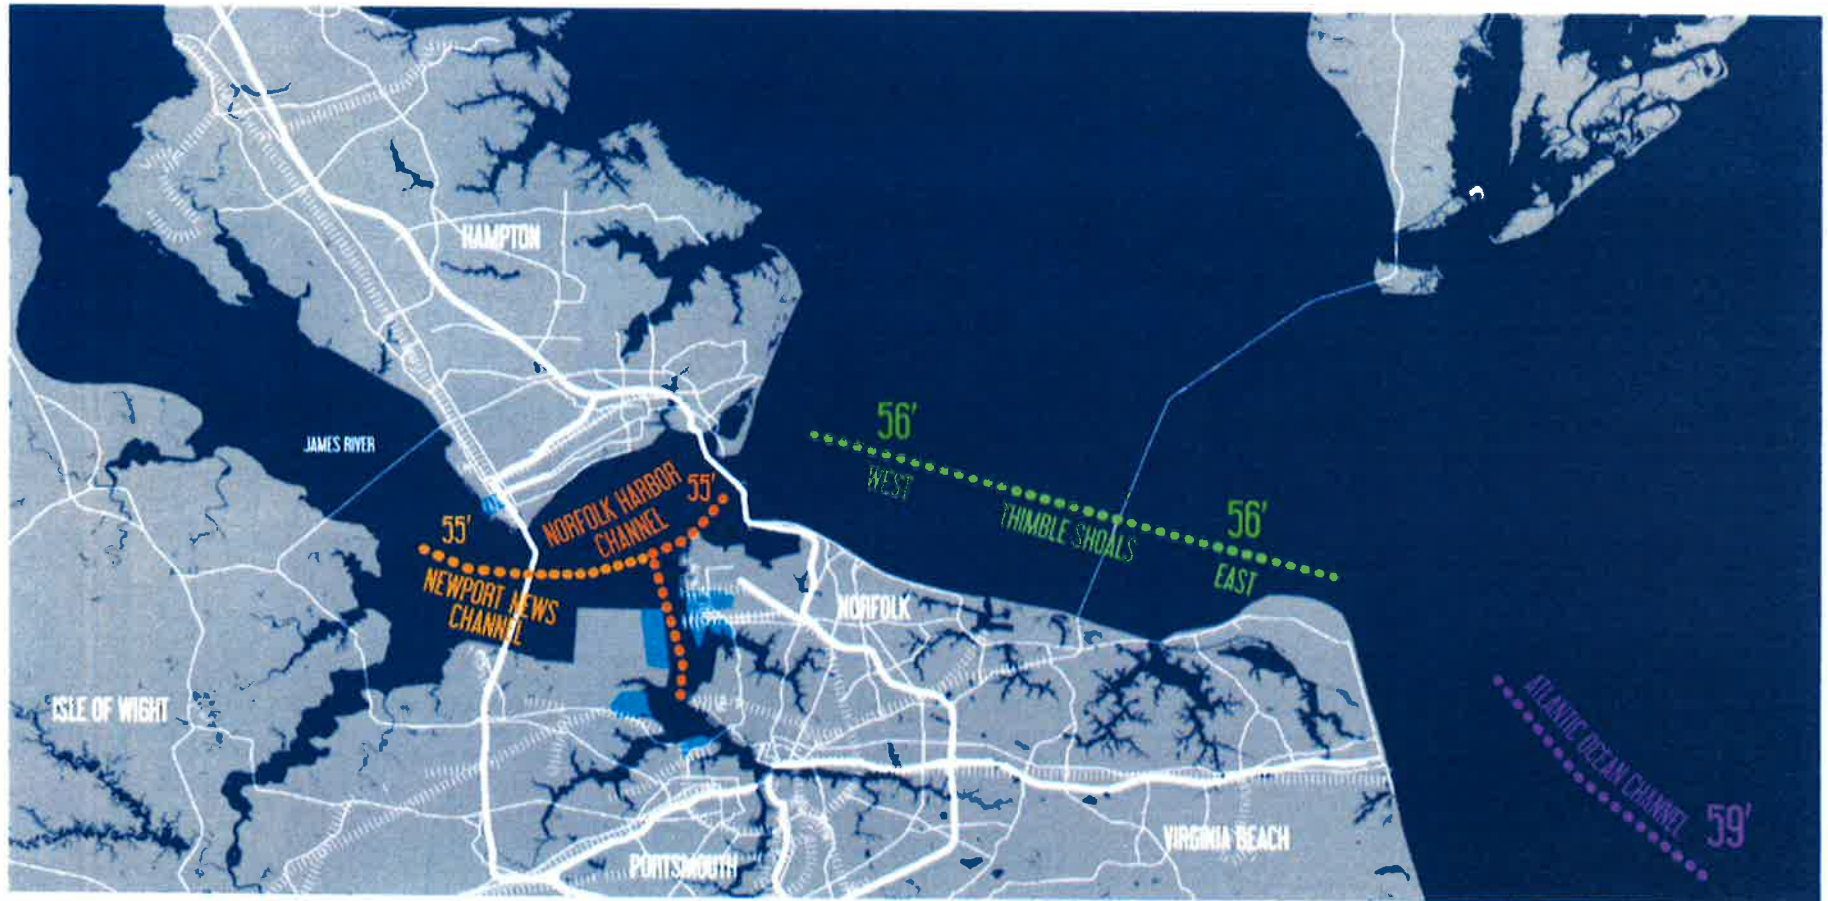 HAMPTON
56'
WEST
JAMES RIVER
NORFOLK HARBOR
CHANNEL
55'
55'
THIMBLE SHOALS
56'
EAST
NEWPORT NEWS
CHANNEL
NORFOLK
ISLE OF WIGHT
ATLANTIC OCEAN CHANNEL
59'
VIRGINIA BEACH
PORTSMOUTH